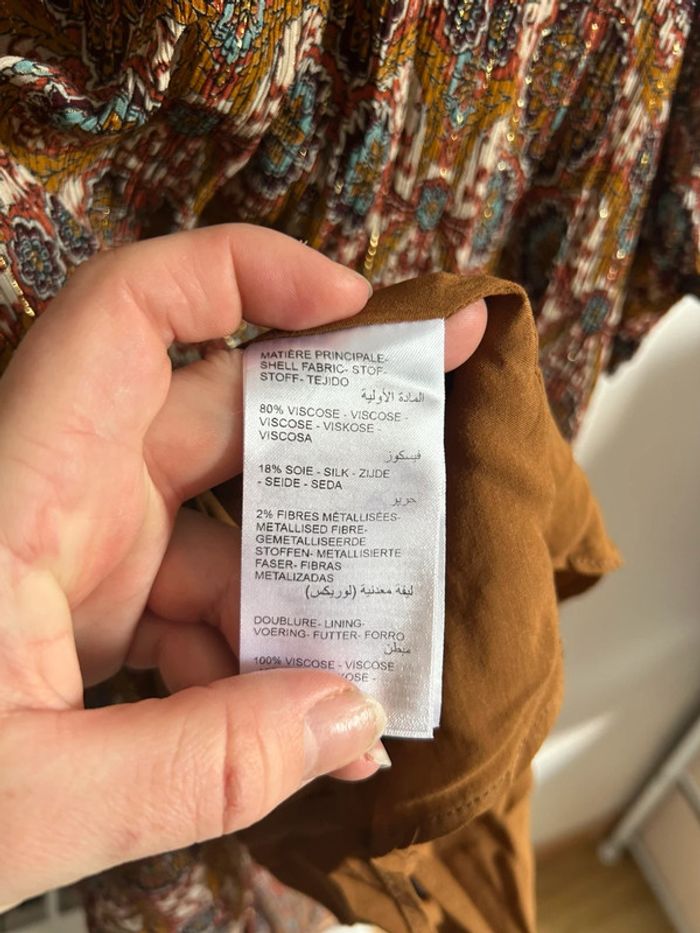 MATIÈRE PRINCIPALE-
SHELL FABRIC- STOF-
STOFF- TEJIDO
المادة الأولية
80% VISCOSE - VISCOSE -
VISCOSE - VISKOSE -
VISCOSA
فيسكوز
18% SOIE - SILK - ZIJDE
- SEIDE - SEDA
حرير
2% FIBRES MÉTALLISÉES-
METALLISED FIBRE-
GEMETALLISEERDE
STOFFEN- METALLISIERTE
FASER- FIBRAS
METALIZADAS
ليفة معدنية (لوريكس)
DOUBLURE- LINING-
VOERING- FUTTER- FORRO
مبطن
100% VISCOSE - VISCOSE